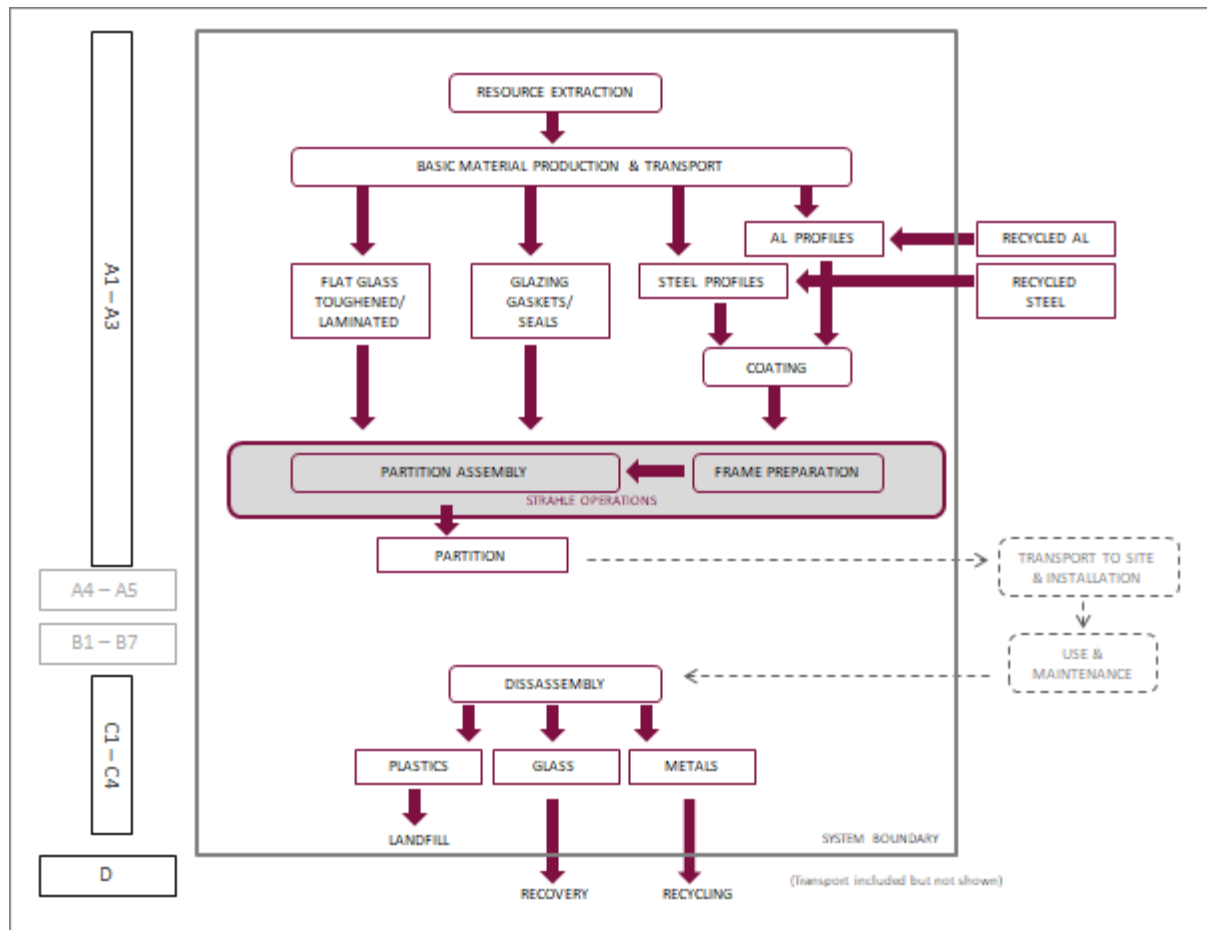 RESOURCE EXTRACTION
BASIC MATERIAL PRODUCTION & TRANSPORT
AL PROFILES
RECYCLED AL
FLAT GLASS
TOUGHENED/
LAMINATED
GLAZING
GASKETS/
SEALS
STEEL PROFILES
RECYCLED
STEEL
A1 – A3
COATING
PARTITION ASSEMBLY
FRAME PREPARATION
STRAHLE OPERATIONS
PARTITION
TRANSPORT TO SITE
& INSTALLATION
A4 – A5
B1 – B7
USE &
MAINTENANCE
DISSASSEMBLY
C1 – C4
PLASTICS
GLASS
METALS
LANDFILL
SYSTEM BOUNDARY
D
RECOVERY
RECYCLING
(Transport included but not shown)